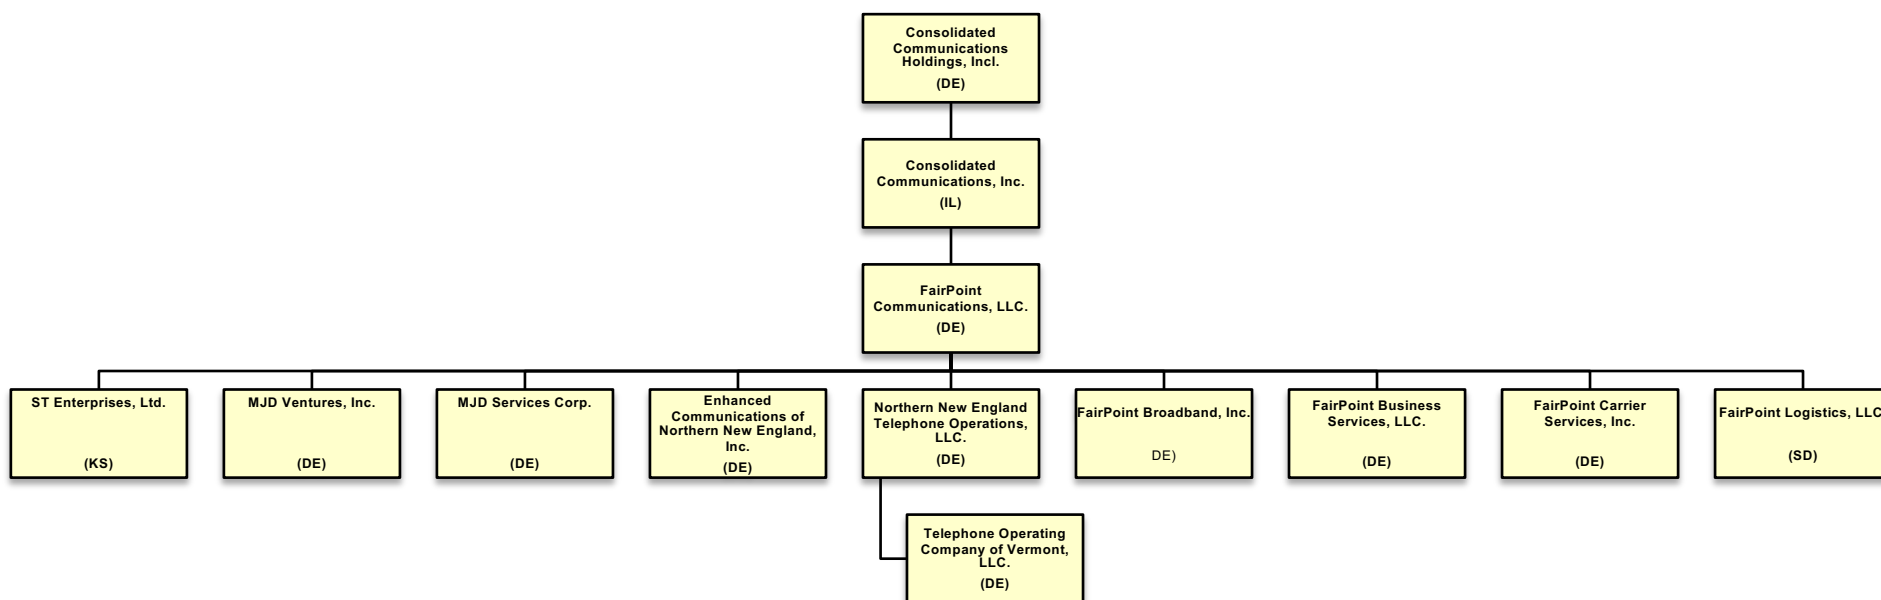 Consolidated
Communications
Holdings, Incl.
(DE)
Consolidated
Communications, Inc.
(IL)
FairPoint
Communications, LLC.
(DE)
ST Enterprises, Ltd.
(KS)
MJD Ventures, Inc.
(DE)
MJD Services Corp.
(DE)
Enhanced
Communications of
Northern New England,
Inc.
(DE)
Northern New England
Telephone Operations,
LLC.
(DE)
FairPoint Broadband, Inc.
DE)
FairPoint Business
Services, LLC.
(DE)
FairPoint Carrier
Services, Inc.
(DE)
FairPoint Logistics, LLC
(SD)
Telephone Operating
Company of Vermont,
LLC.
(DE)